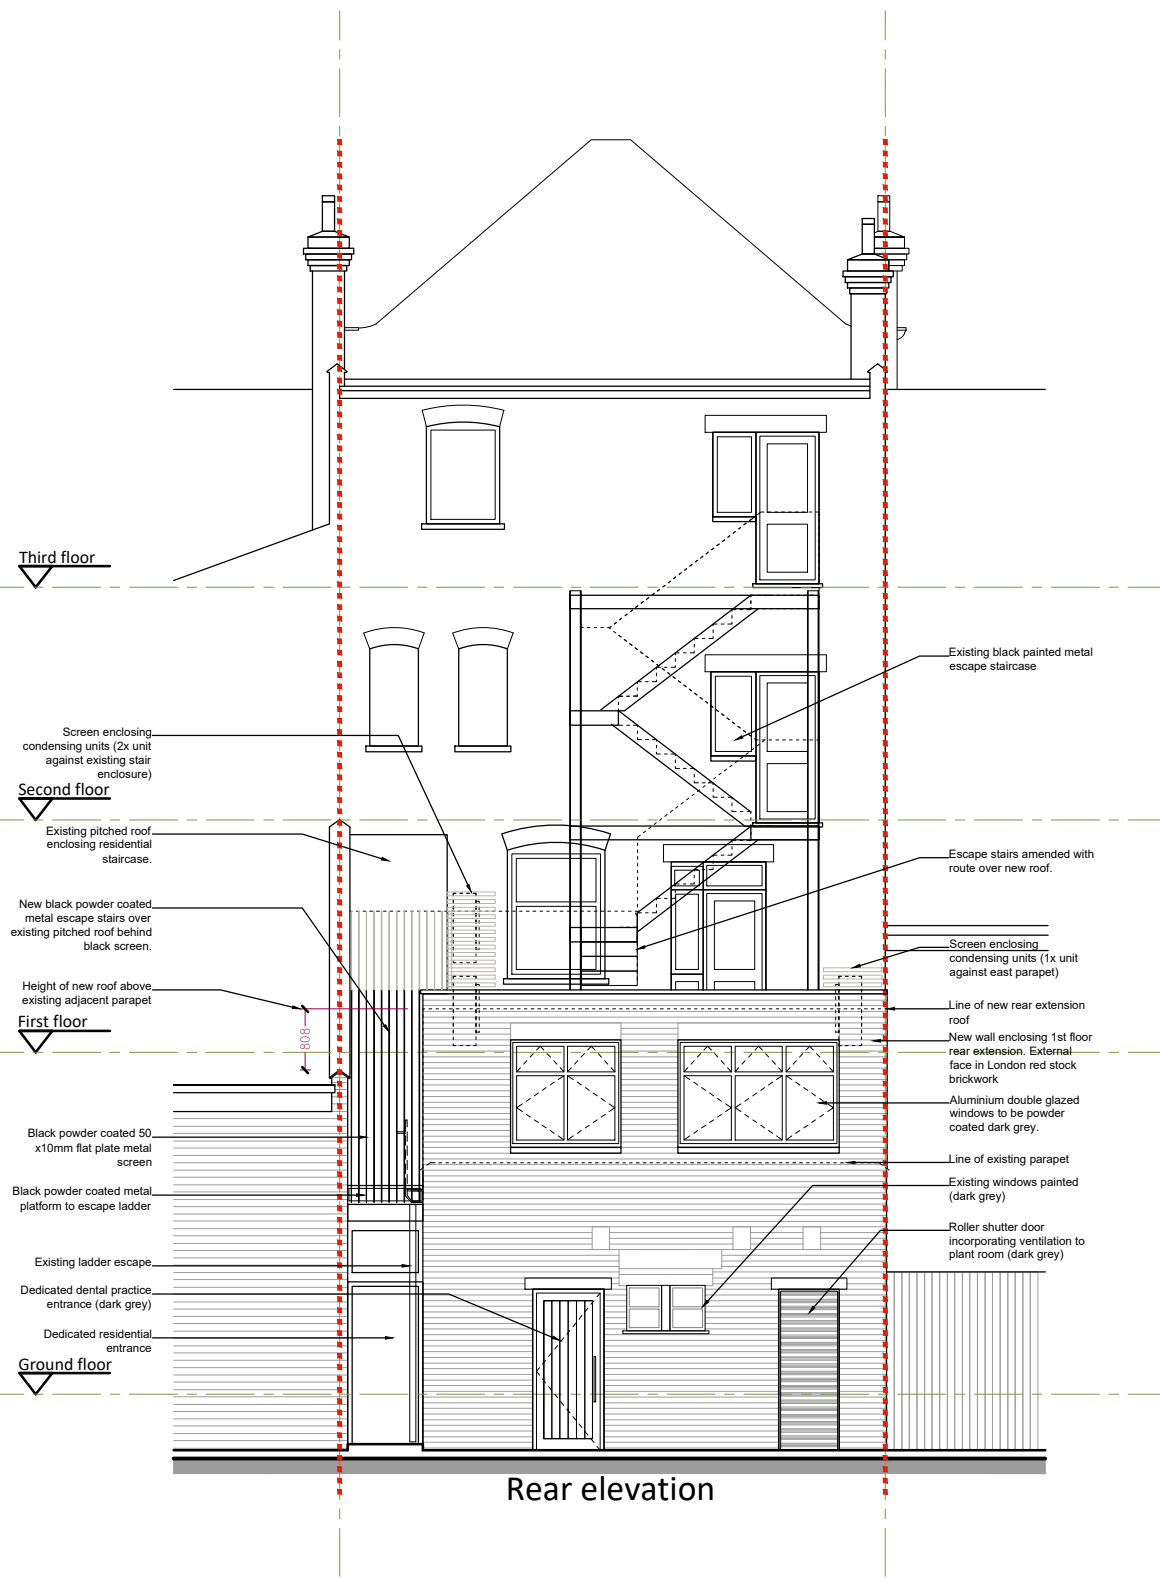 Third floor
Existing black painted metal
escape staircase
Screen enclosing
condensing units (2x unit
against existing stair
enclosure)
Second floor
Existing pitched roof
enclosing residential
staircase.
Escape stairs amended with
route over new roof.
New black powder coated
metal escape stairs over
existing pitched roof behind
black screen.
Screen enclosing
condensing units (1x unit
against east parapet)
Height of new roof above
existing adjacent parapet
Line of new rear extension
roof
First floor
808
New wall enclosing 1st floor
rear extension. External
face in London red stock
brickwork
Aluminium double glazed
windows to be powder
coated dark grey.
Black powder coated 50
x10mm flat plate metal
screen
Line of existing parapet
Black powder coated metal
platform to escape ladder
Existing windows painted
(dark grey)
Roller shutter door
incorporating ventilation to
plant room (dark grey)
Existing ladder escape
Dedicated dental practice
entrance (dark grey)
Dedicated residential
entrance
Ground floor
Rear elevation